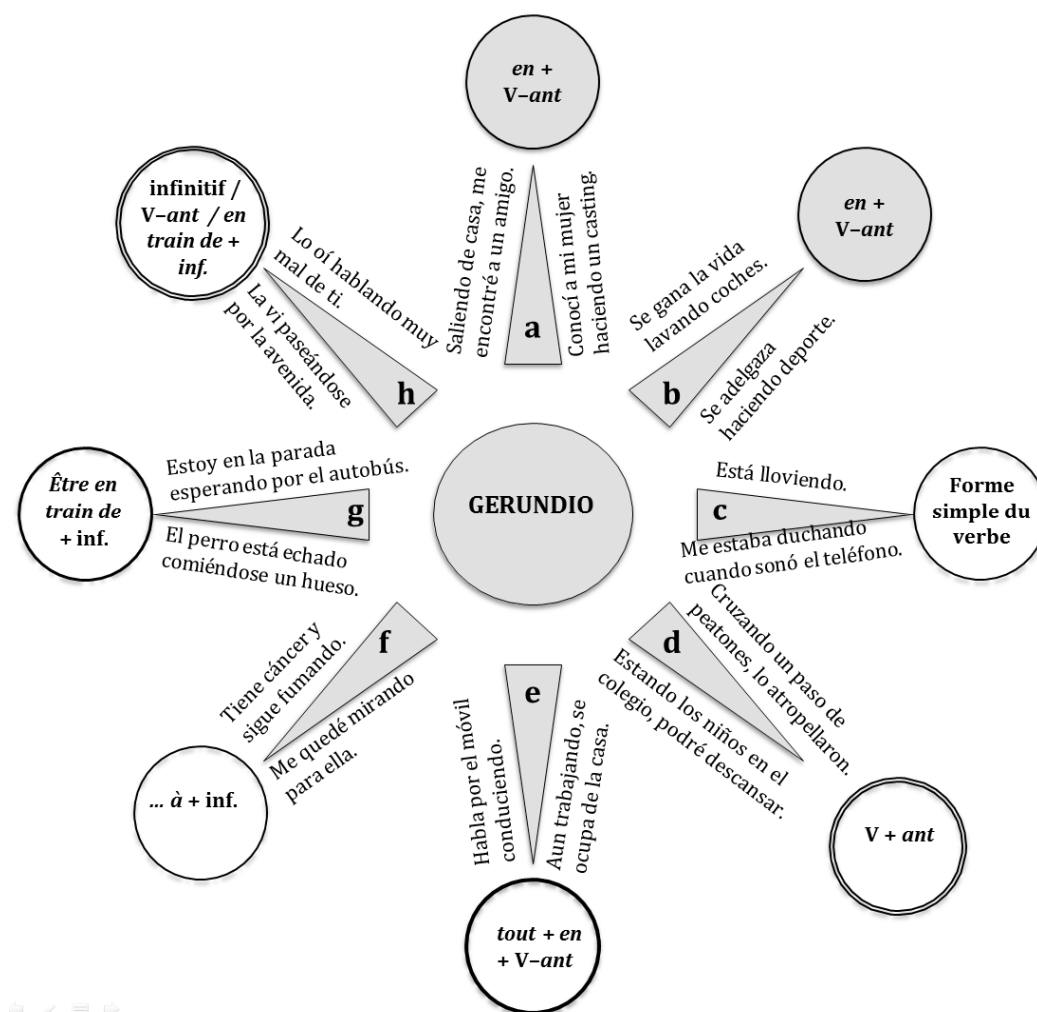 en +
V–ant
Saliendo de casa, me
encontré a un amigo.
a
Conocí a mi mujer
haciendo un casting.
en +
V–ant
Se gana la vida
lavando coches.
b
Se adelgaza
haciendo deporte.
Está lloviendo.
c
Me estaba duchando
cuando sonó el teléfono.
Forme
simple du
verbe
Cruzando un paso de
peatones, lo atropellaron.
d
Estando los niños en el
colegio, podré descansar.
V + ant
Habla por el móvil
conduciendo.
e
Aun trabajando, se
ocupa de la casa.
tout + en
+ V–ant
Tiene cáncer y
sigue fumando.
f
Me quedé mirando
para ella.
... à + inf.
Estoy en la parada
esperando por el autobús.
g
El perro está echado
comiéndose un hueso.
Être en
train de
+ inf.
infinitif /
V–ant / en
train de +
inf.
Lo oí hablando muy
mal de ti.
h
La vi paseándose
por la avenida.
GERUNDIO